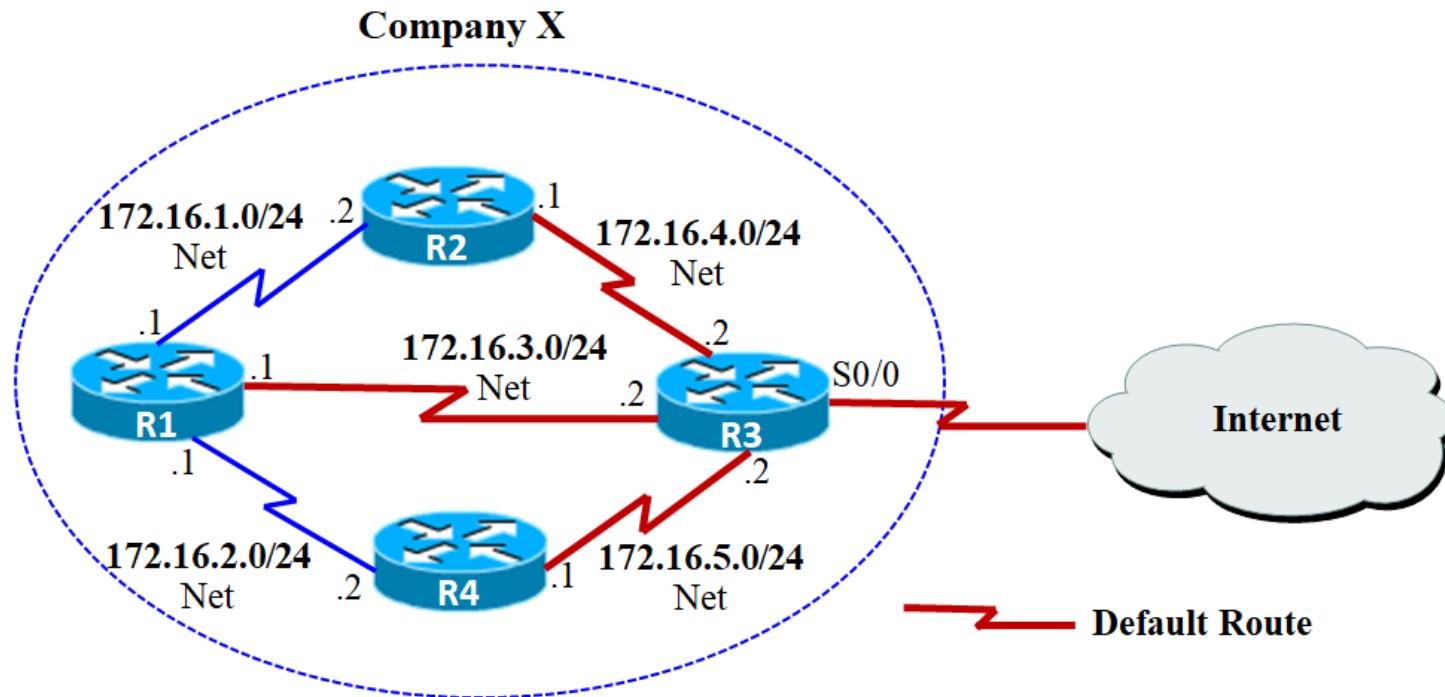 Company X
172.16.1.0/24
Net
.2
R2
.1
172.16.4.0/24
Net
.1
.2
172.16.3.0/24
Net
.1
.2
S0/0
R1
R3
Internet
.1
.2
172.16.2.0/24
Net
.2
R4
.1
172.16.5.0/24
Net
Default Route